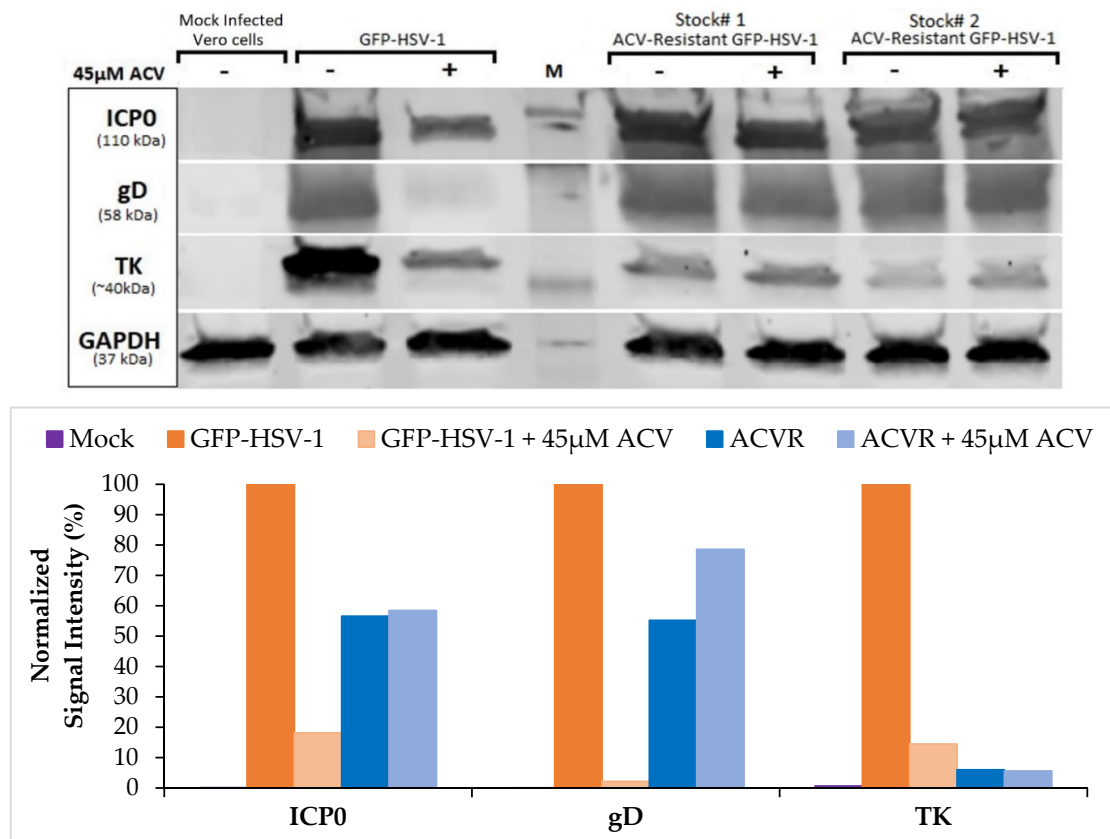 Mock Infected
Vero cells
GFP-HSV-1
Stock# 1
ACV-Resistant GFP-HSV-1
Stock# 2
ACV-Resistant GFP-HSV-1
45µM ACV - - + M - + - +
ICP0
(110 kDa)
gD
(58 kDa)
TK
(~40kDa)
GAPDH
(37 kDa)
Mock GFP-HSV-1 GFP-HSV-1 + 45µM ACV ACVR ACVR + 45µM ACV
Normalized
Signal Intensity (%)
100
90
80
70
60
50
40
30
20
10
0
ICP0 gD TK